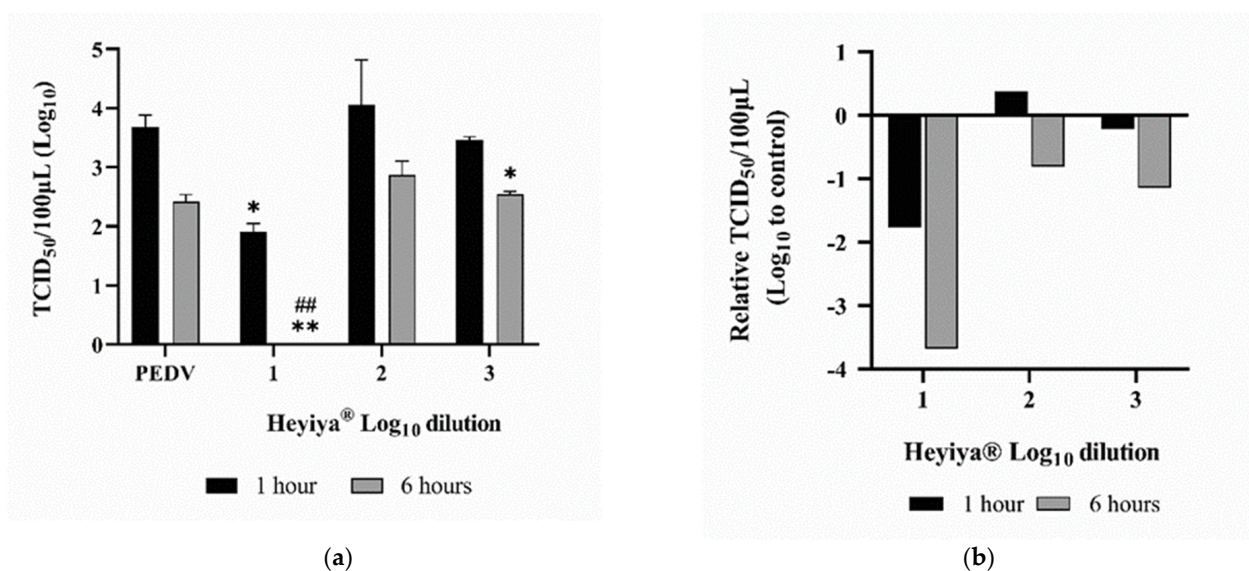 TCID50/100µL (Log10)
5
4
3
2
1
0
*
##
**
*
PEDV 1 2 3
Heyiya® Log10 dilution
1 hour 6 hours
(a)
Relative TCID50/100µL
(Log10 to control)
1
0
-1
-2
-3
-4
1 2 3
Heyiya® Log10 dilution
1 hour 6 hours
(b)